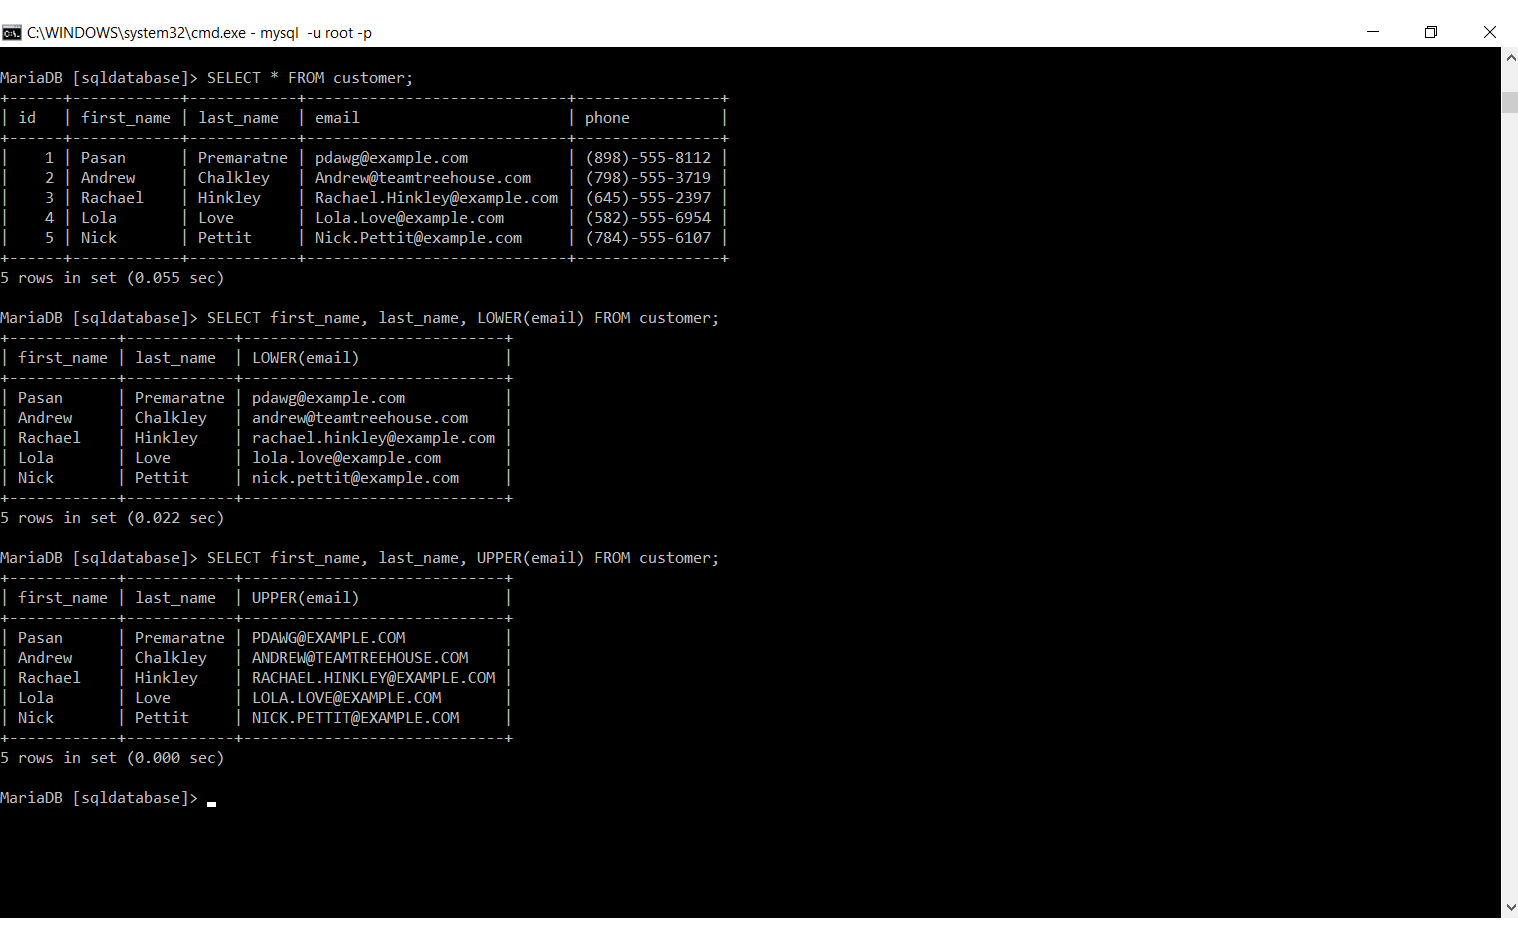 C:\WINDOWS\system32\cmd.exe - mysql  -u root -p
MariaDB [sqldatabase]> SELECT * FROM customer;
+------+------------+------------+-----------------------------+----------------+
| id   | first_name | last_name  | email                       | phone          |
+------+------------+------------+-----------------------------+----------------+
|    1 | Pasan      | Premaratne | pdawg@example.com           | (898)-555-8112 |
|    2 | Andrew     | Chalkley   | Andrew@teamtreehouse.com    | (798)-555-3719 |
|    3 | Rachael    | Hinkley    | Rachael.Hinkley@example.com | (645)-555-2397 |
|    4 | Lola       | Love       | Lola.Love@example.com       | (582)-555-6954 |
|    5 | Nick       | Pettit     | Nick.Pettit@example.com     | (784)-555-6107 |
+------+------------+------------+-----------------------------+----------------+
5 rows in set (0.055 sec)
MariaDB [sqldatabase]> SELECT first_name, last_name, LOWER(email) FROM customer;
+------------+------------+-----------------------------+
| first_name | last_name  | LOWER(email)                |
+------------+------------+-----------------------------+
| Pasan      | Premaratne | pdawg@example.com           |
| Andrew     | Chalkley   | andrew@teamtreehouse.com    |
| Rachael    | Hinkley    | rachael.hinkley@example.com |
| Lola       | Love       | lola.love@example.com       |
| Nick       | Pettit     | nick.pettit@example.com     |
+------------+------------+-----------------------------+
5 rows in set (0.022 sec)
MariaDB [sqldatabase]> SELECT first_name, last_name, UPPER(email) FROM customer;
+------------+------------+-----------------------------+
| first_name | last_name  | UPPER(email)                |
+------------+------------+-----------------------------+
| Pasan      | Premaratne | PDAWG@EXAMPLE.COM           |
| Andrew     | Chalkley   | ANDREW@TEAMTREEHOUSE.COM    |
| Rachael    | Hinkley    | RACHAEL.HINKLEY@EXAMPLE.COM |
| Lola       | Love       | LOLA.LOVE@EXAMPLE.COM       |
| Nick       | Pettit     | NICK.PETTIT@EXAMPLE.COM     |
+------------+------------+-----------------------------+
5 rows in set (0.000 sec)
MariaDB [sqldatabase]>